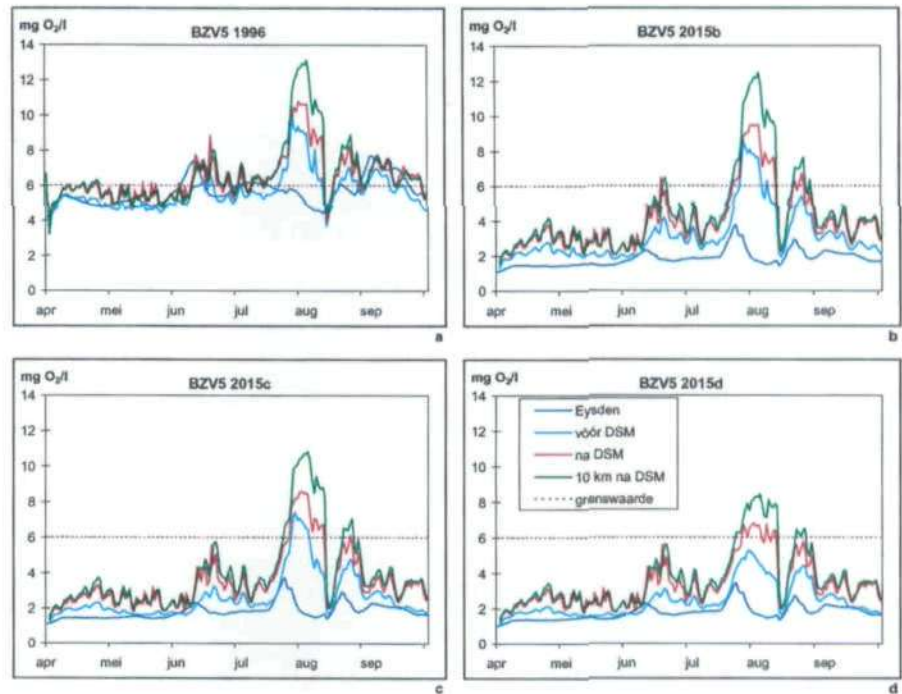 mg O₂/l
BZV5 1996
14
12
10
8
6
4
2
0
apr mei jun jul aug sep
a
mg O₂/l
BZV5 2015b
14
12
10
8
6
4
2
0
apr mei jun jul aug sep
b
mg O₂/l
BZV5 2015c
14
12
10
8
6
4
2
0
apr mei jun jul aug sep
c
mg O₂/l
BZV5 2015d
14
12
10
8
6
4
2
0
Eysden
vóór DSM
na DSM
10 km na DSM
grenswaarde
apr mei jun jul aug sep
d